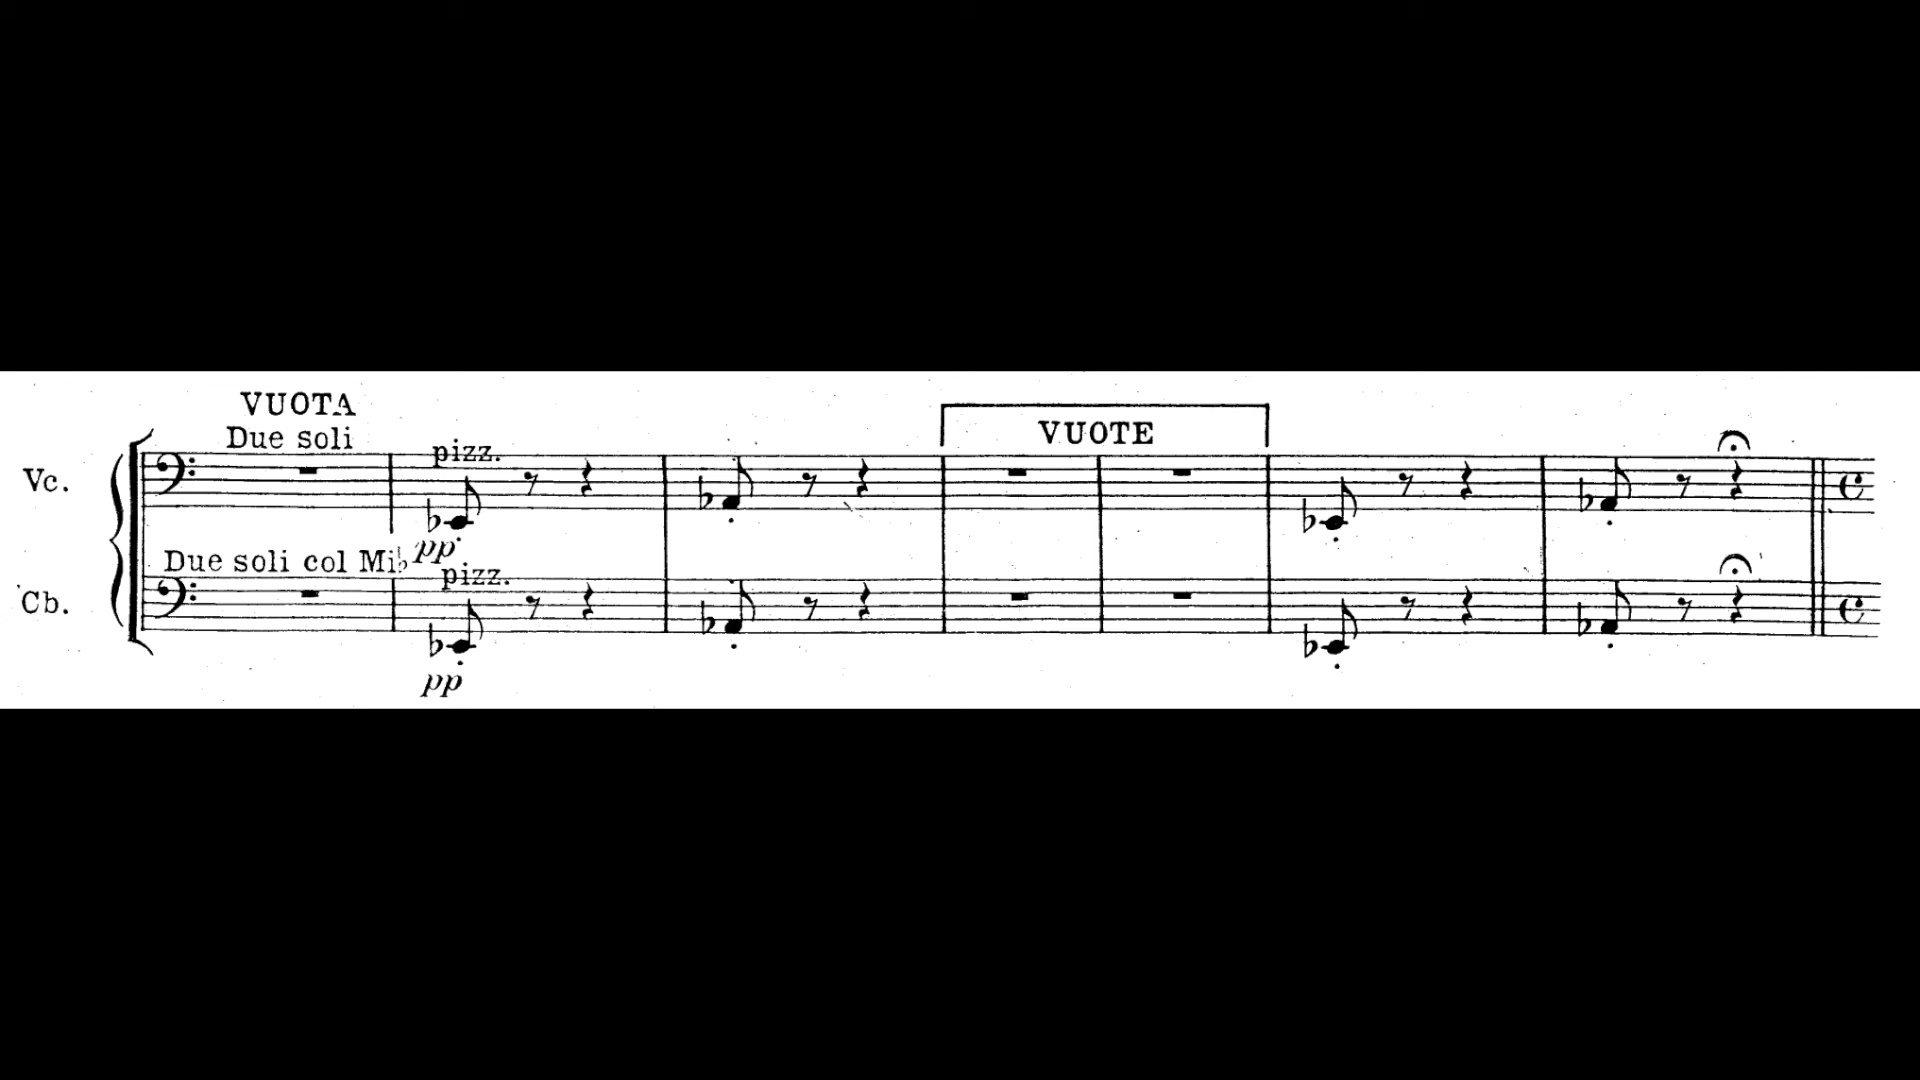 VUOTA
Due soli
pizz.
VUOTE
Vc.
pp
Due soli col Mi♭
pizz.
Cb.
pp